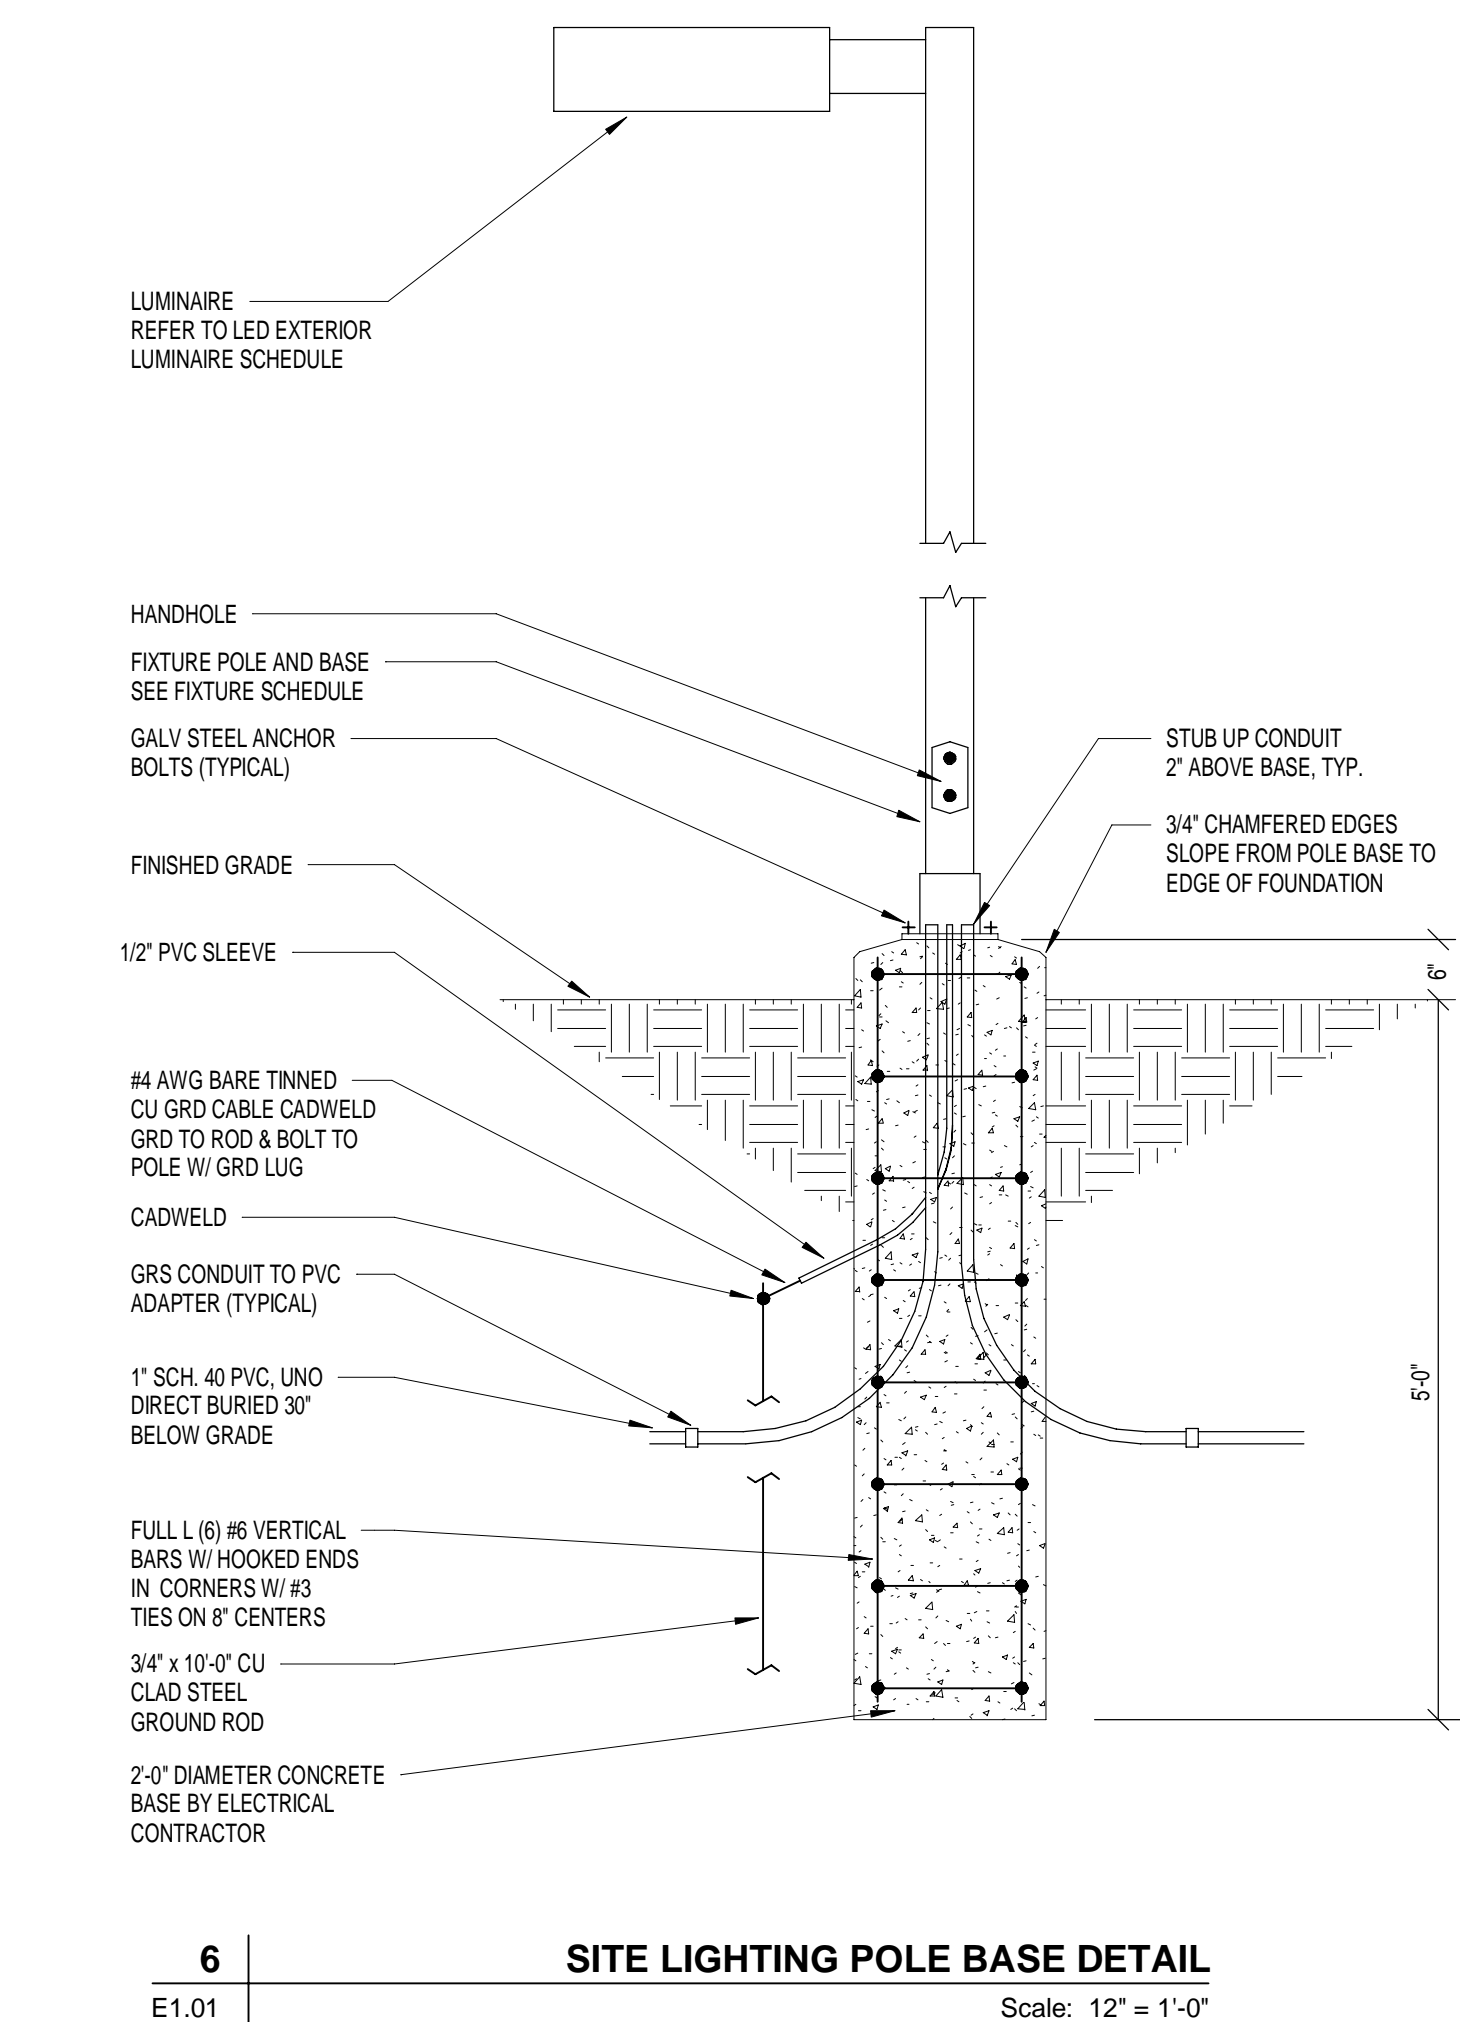 LUMINAIRE
REFER TO LED EXTERIOR
LUMINAIRE SCHEDULE
HANDHOLE
FIXTURE POLE AND BASE
SEE FIXTURE SCHEDULE
GALV STEEL ANCHOR
BOLTS (TYPICAL)
FINISHED GRADE
1/2" PVC SLEEVE
#4 AWG BARE TINNED
CU GRD CABLE CADWELD
GRD TO ROD & BOLT TO
POLE W/ GRD LUG
CADWELD
GRS CONDUIT TO PVC
ADAPTER (TYPICAL)
1" SCH. 40 PVC, UNO
DIRECT BURIED 30"
BELOW GRADE
FULL L (6) #6 VERTICAL
BARS W/ HOOKED ENDS
IN CORNERS W/ #3
TIES ON 8" CENTERS
3/4" x 10'-0" CU
CLAD STEEL
GROUND ROD
2'-0" DIAMETER CONCRETE
BASE BY ELECTRICAL
CONTRACTOR
STUB UP CONDUIT
2" ABOVE BASE, TYP.
3/4" CHAMFERED EDGES
SLOPE FROM POLE BASE TO
EDGE OF FOUNDATION
6"
5'-0"
6
SITE LIGHTING POLE BASE DETAIL
E1.01
Scale: 12" = 1'-0"